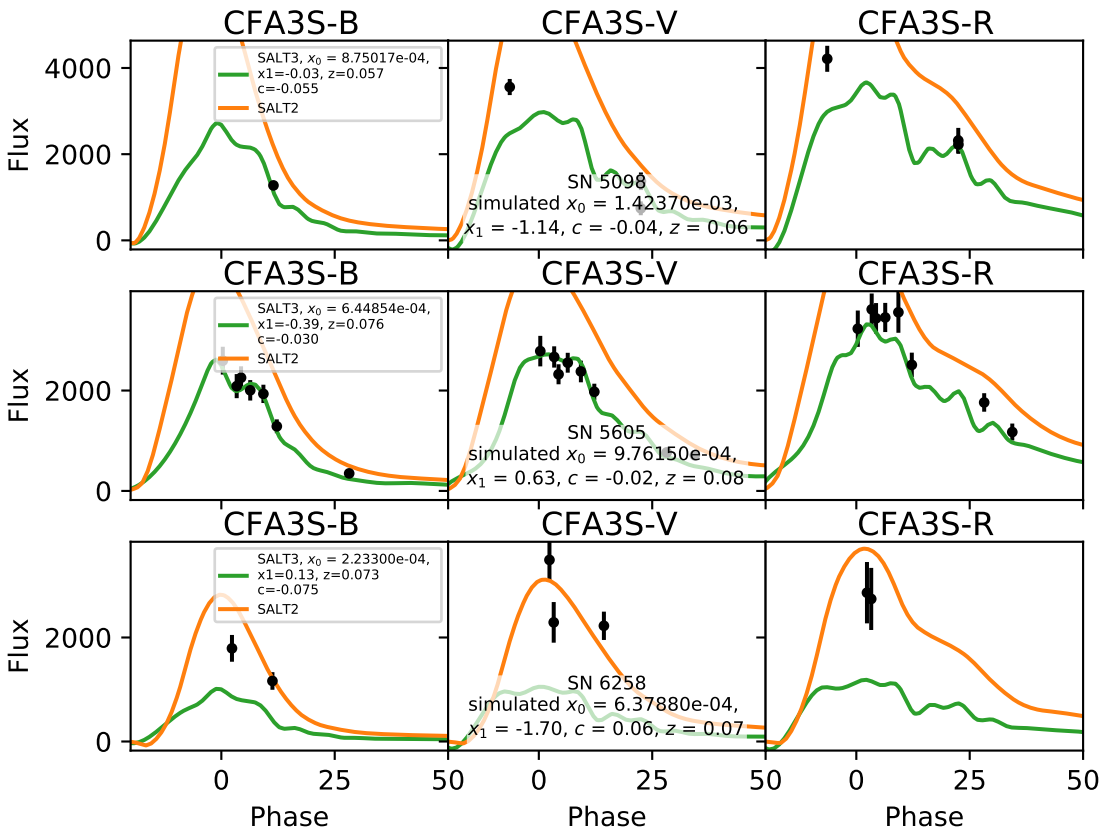 CFA3S-B CFA3S-V CFA3S-R
SALT3, x₀ = 8.75017e-04,
x1=-0.03, z=0.057
c=-0.055
SALT2
4000
2000
0
Flux
SN 5098
simulated x₀ = 1.42370e-03,
x₁ = -1.14, c = -0.04, z = 0.06
CFA3S-B CFA3S-V CFA3S-R
SALT3, x₀ = 6.44854e-04,
x1=-0.39, z=0.076
c=-0.030
SALT2
2000
0
Flux
SN 5605
simulated x₀ = 9.76150e-04,
x₁ = 0.63, c = -0.02, z = 0.08
CFA3S-B CFA3S-V CFA3S-R
SALT3, x₀ = 2.23300e-04,
x1=0.13, z=0.073
c=-0.075
SALT2
2000
0
Flux
SN 6258
simulated x₀ = 6.37880e-04,
x₁ = -1.70, c = 0.06, z = 0.07
0 25 50 0 25 50 0 25 50
Phase Phase Phase